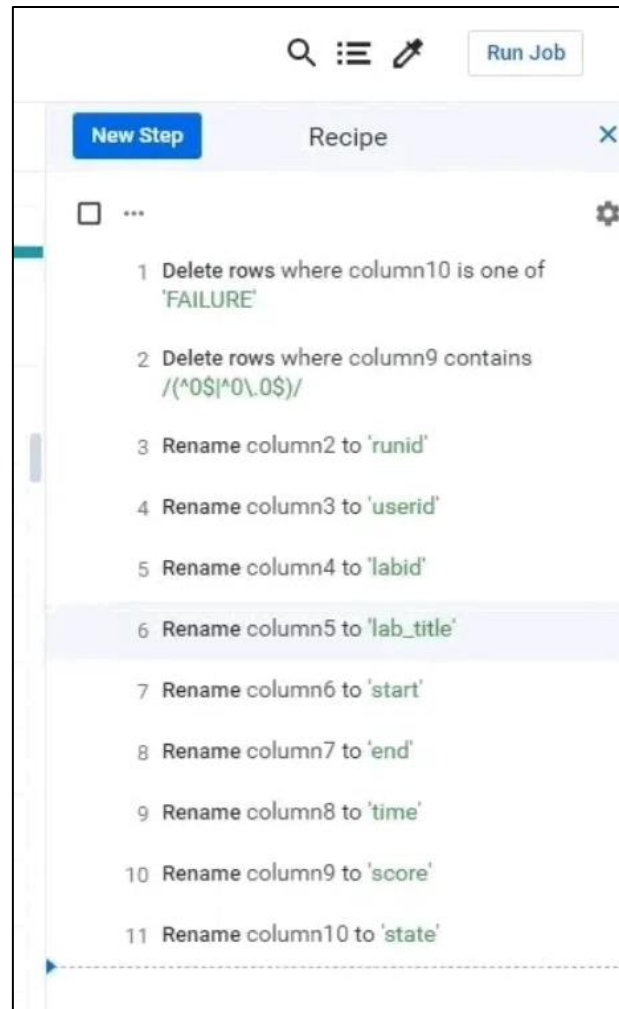 Run Job
New Step
Recipe
1 Delete rows where column10 is one of
'FAILURE'
2 Delete rows where column9 contains
/(^0$|^0\.0$)/
3 Rename column2 to 'runid'
4 Rename column3 to 'userid'
5 Rename column4 to 'labid'
6 Rename column5 to 'lab_title'
7 Rename column6 to 'start'
8 Rename column7 to 'end'
9 Rename column8 to 'time'
10 Rename column9 to 'score'
11 Rename column10 to 'state'